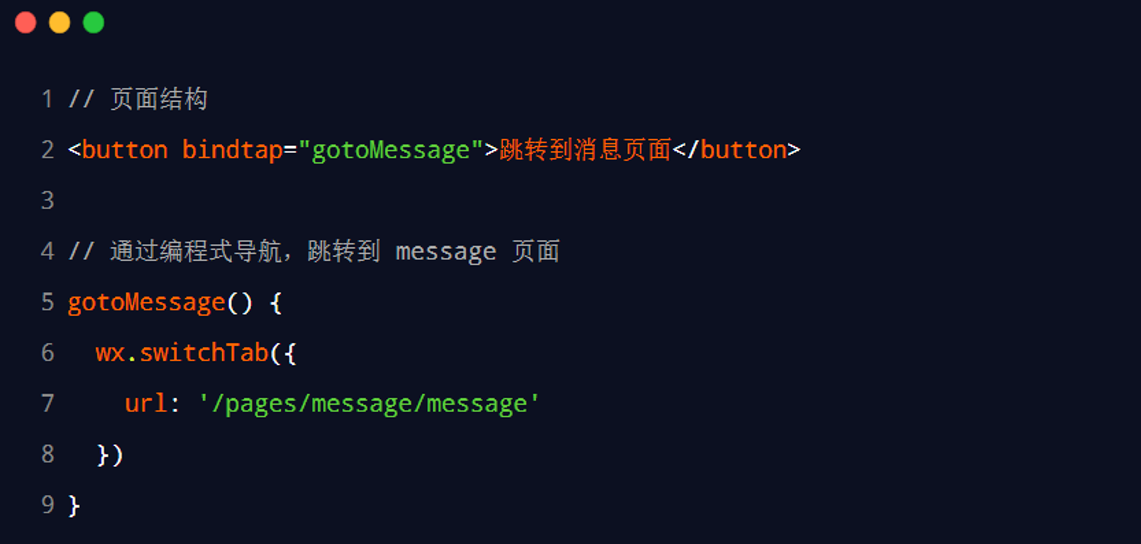 1 // 页面结构
2 <button bindtap="gotoMessage">跳转到消息页面</button>
3
4 // 通过编程式导航，跳转到 message 页面
5 gotoMessage() {
6   wx.switchTab({
7     url: '/pages/message/message'
8   })
9 }